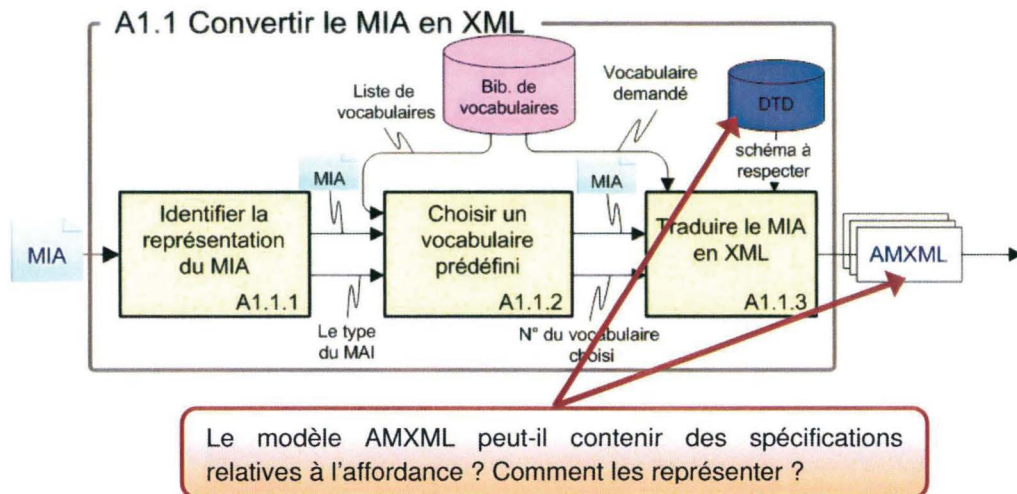 A1.1 Convertir le MIA en XML
Liste de
vocabulaires
Bib. de
vocabulaires
Vocabulaire
demandé
DTD
schéma à
respecter
MIA
MIA
MIA
Identifier la
représentation
du MIA
A1.1.1
Choisir un
vocabulaire
prédéfini
A1.1.2
Traduire le MIA
en XML
A1.1.3
AMXML
Le type
du MAI
N° du vocabulaire
choisi
Le modèle AMXML peut-il contenir des spécifications
relatives à l'affordance ? Comment les représenter ?